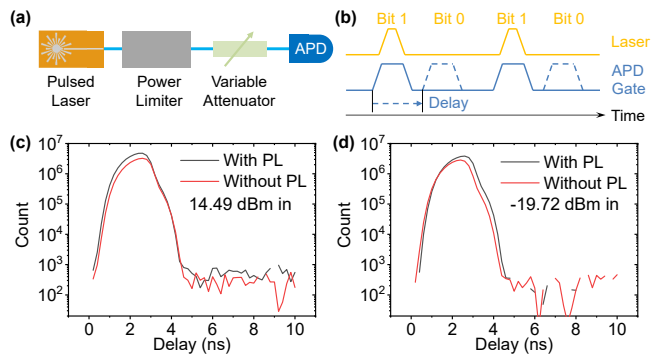 (a)
APD
Pulsed Laser
Power Limiter
Variable Attenuator
(b)
Bit 1 Bit 0 Bit 1 Bit 0
Laser
APD Gate
Delay
Time
(c)
10^7
10^6
10^5
10^4
10^3
10^2
Count
With PL
Without PL
14.49 dBm in
0 2 4 6 8 10
Delay (ns)
(d)
10^7
10^6
10^5
10^4
10^3
10^2
Count
With PL
Without PL
-19.72 dBm in
0 2 4 6 8 10
Delay (ns)